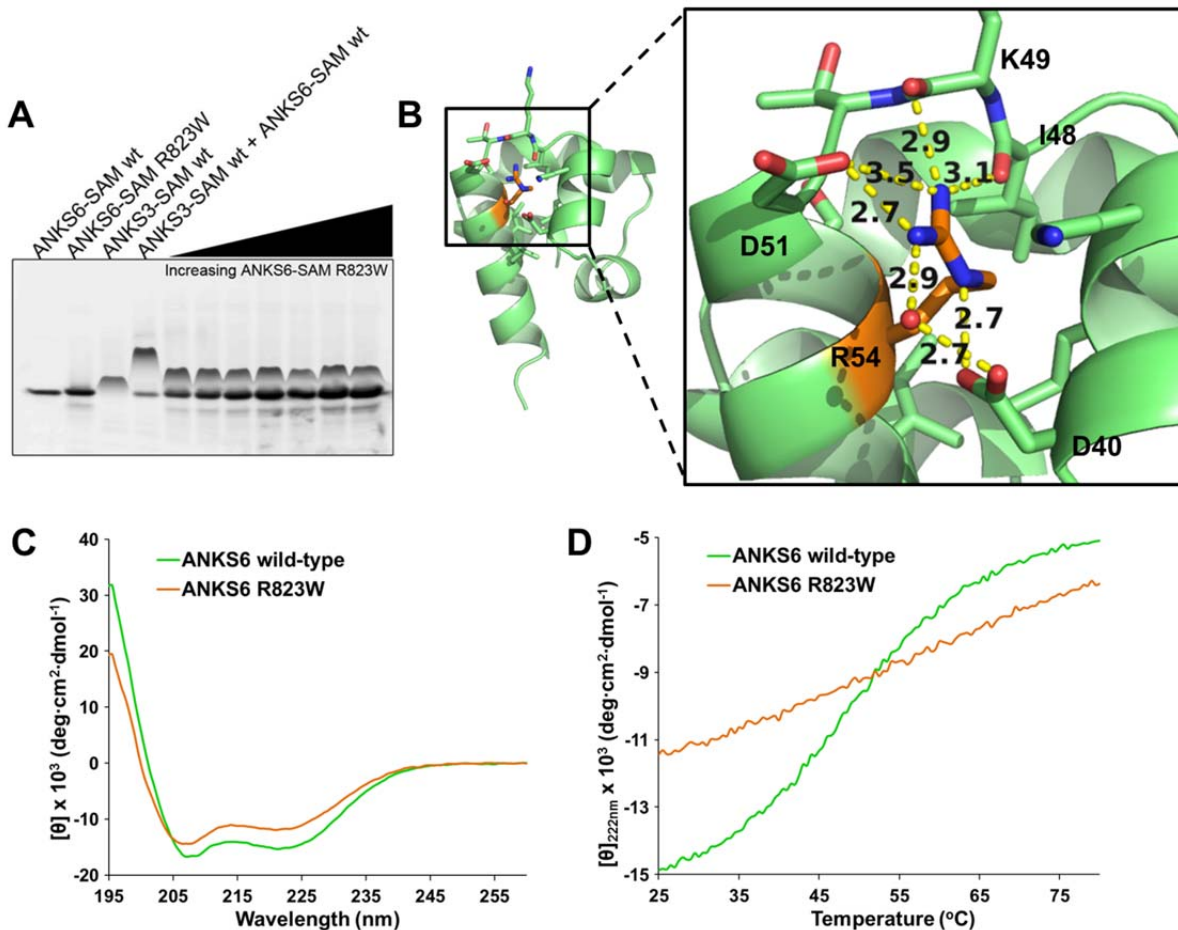 A
ANKS6-SAM wt
ANKS6-SAM R823W
ANKS3-SAM wt
ANKS3-SAM wt + ANKS6-SAM wt
Increasing ANKS6-SAM R823W
B
K49
I48
2.9
3.5
3.1
2.7
D51
2.9
2.7
R54
2.7
D40
C
ANKS6 wild-type
ANKS6 R823W
[θ] x 10³ (deg·cm²·dmol⁻¹)
40
30
20
10
0
-10
-20
195
205
215
225
235
245
255
Wavelength (nm)
D
ANKS6 wild-type
ANKS6 R823W
[θ]222nm x 10³ (deg·cm²·dmol⁻¹)
-5
-7
-9
-11
-13
-15
25
35
45
55
65
75
Temperature (°C)